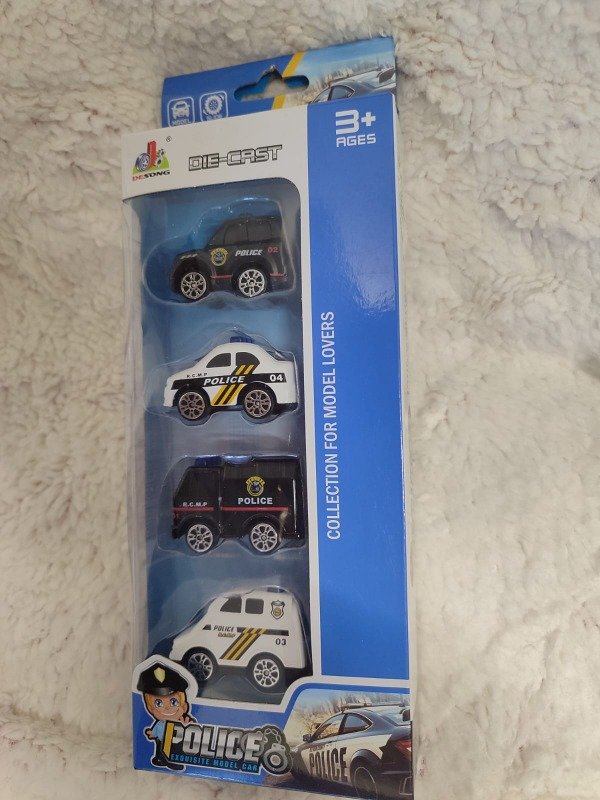 MODEL
3+
AGES
DESONG
®
DIE-CAST
POLICE 02
R.C.M.P
POLICE 04
R.C.M.P
POLICE
POLICE
03
COLLECTION FOR MODEL LOVERS
POLICE
EXQUISITE MODEL CAR
POLICE